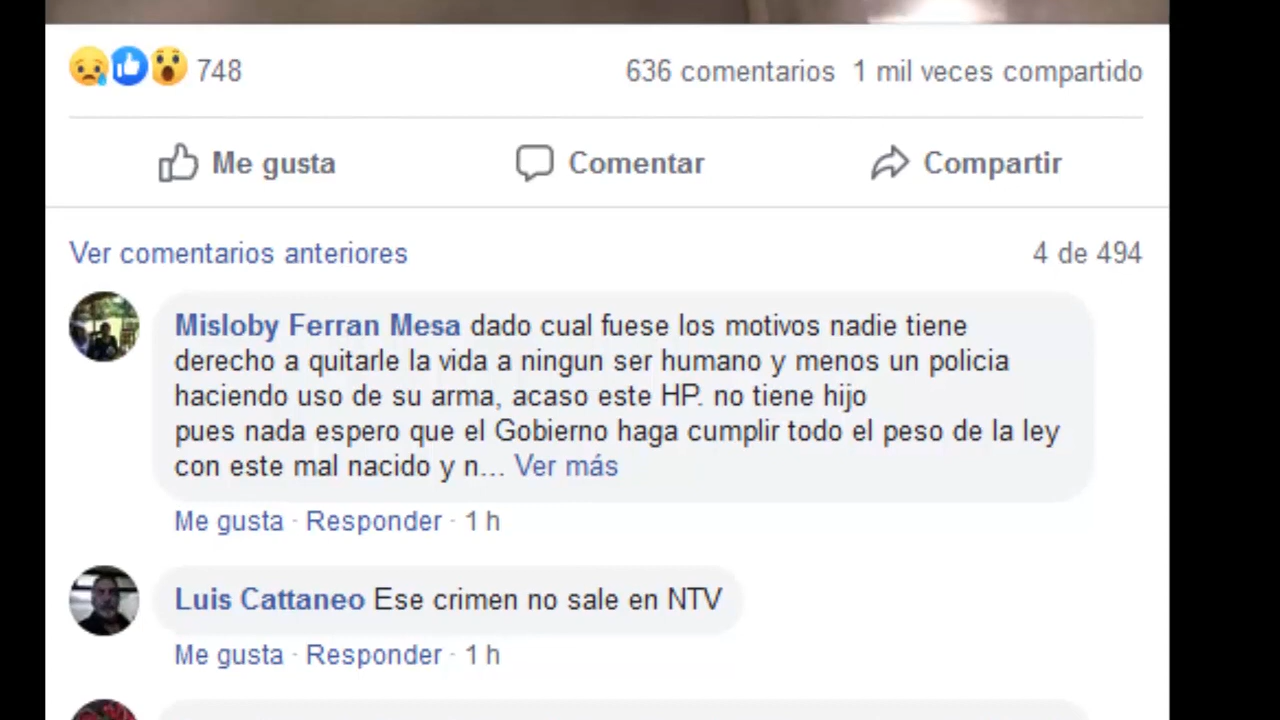 748 636 comentarios 1 mil veces compartido
Me gusta Comentar Compartir
Ver comentarios anteriores 4 de 494
Misloby Ferran Mesa dado cual fuese los motivos nadie tiene
derecho a quitarle la vida a ningun ser humano y menos un policia
haciendo uso de su arma, acaso este HP. no tiene hijo
pues nada espero que el Gobierno haga cumplir todo el peso de la ley
con este mal nacido y n... Ver más
Me gusta · Responder · 1 h
Luis Cattaneo Ese crimen no sale en NTV
Me gusta · Responder · 1 h